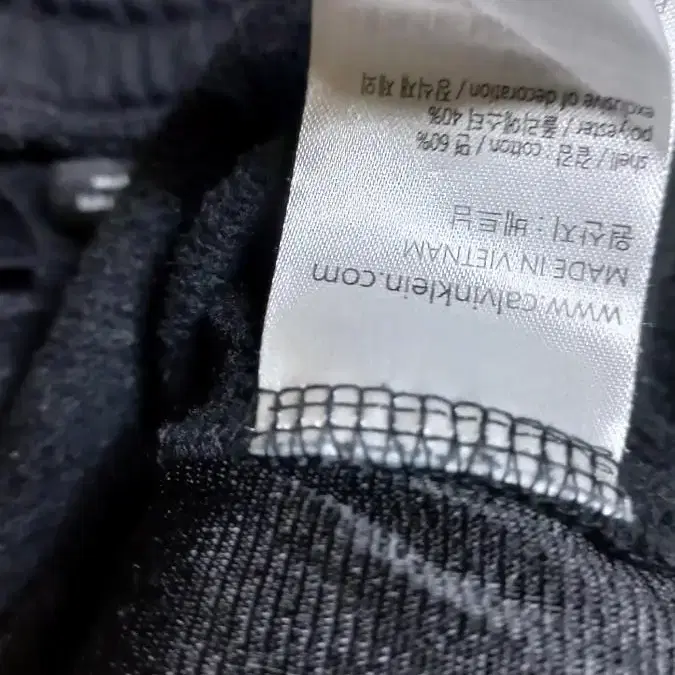 www.calvinklein.com
MADE IN VIETNAM
원산지 : 베트남
shell / 겉감 : cotton / 면 60%
polyester / 폴리에스터 40%
exclusive of decoration / 장식재 제외